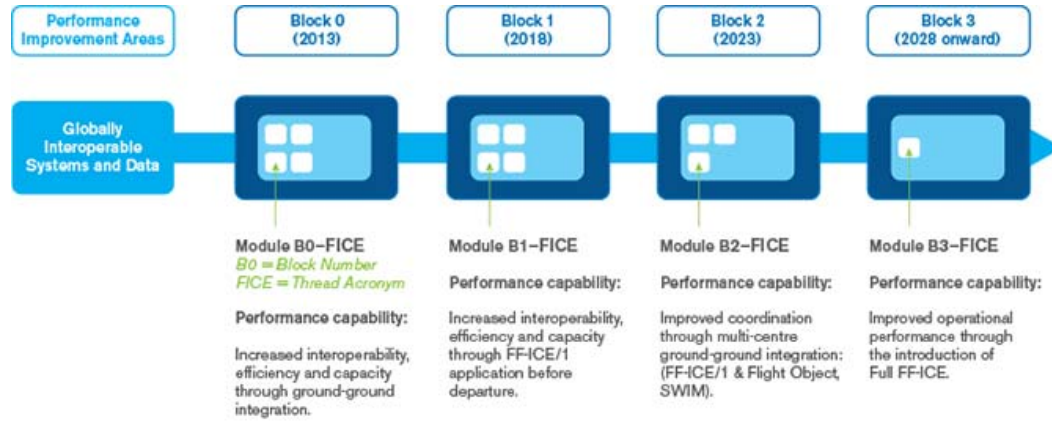 Performance
Improvement Areas
Block 0
(2013)
Block 1
(2018)
Block 2
(2023)
Block 3
(2028 onward)
Globally
Interoperable
Systems and Data
Module B0–FICE
B0 = Block Number
FICE = Thread Acronym
Performance capability:
Increased interoperability,
efficiency and capacity
through ground-ground
integration.
Module B1–FICE
Performance capability:
Increased interoperability,
efficiency and capacity
through FF-ICE/1
application before
departure.
Module B2–FICE
Performance capability:
Improved coordination
through multi-centre
ground-ground integration:
(FF-ICE/1 & Flight Object,
SWIM).
Module B3–FICE
Performance capability:
Improved operational
performance through
the introduction of
Full FF-ICE.